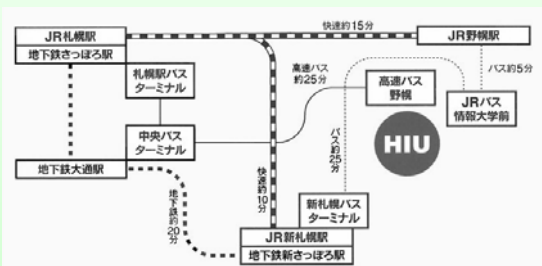 快速約15分
JR札幌駅
地下鉄さっぽろ駅
JR野幌駅
札幌駅バス
ターミナル
高速バス
約25分
高速バス
野幌
バス約5分
JRバス
情報大学前
中央バス
ターミナル
HIU
バス約25分
地下鉄大通駅
快速約10分
地下鉄約20分
新札幌バス
ターミナル
JR新札幌駅
地下鉄新さっぽろ駅